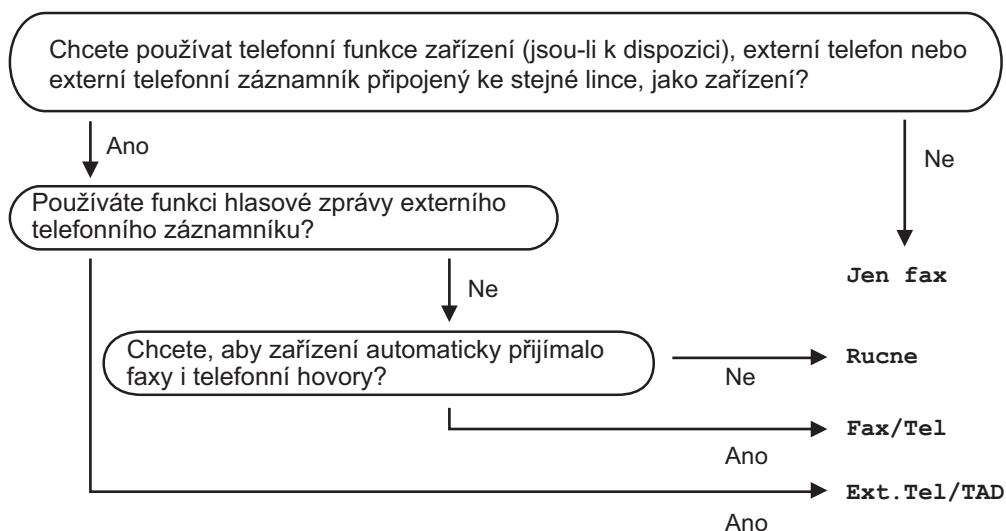 Chcete používat telefonní funkce zařízení (jsou-li k dispozici), externí telefon nebo
externí telefonní záznamník připojený ke stejné lince, jako zařízení?
Ano
Ne
Používáte funkci hlasové zprávy externího
telefonního záznamníku?
Jen fax
Ne
Chcete, aby zařízení automaticky přijímalo
faxy i telefonní hovory?
Ne
Rucne
Ano
Fax/Tel
Ano
Ext.Tel/TAD